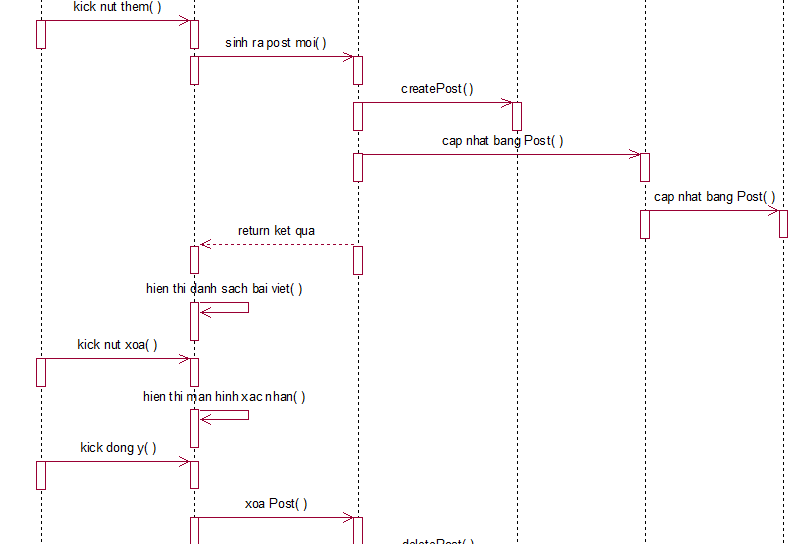 kick nut them( )
sinh ra post moi( )
createPost( )
cap nhat bang Post( )
cap nhat bang Post( )
return ket qua
hien thi danh sach bai viet( )
kick nut xoa( )
hien thi man hinh xac nhan( )
kick dong y( )
xoa Post( )
deletePost( )